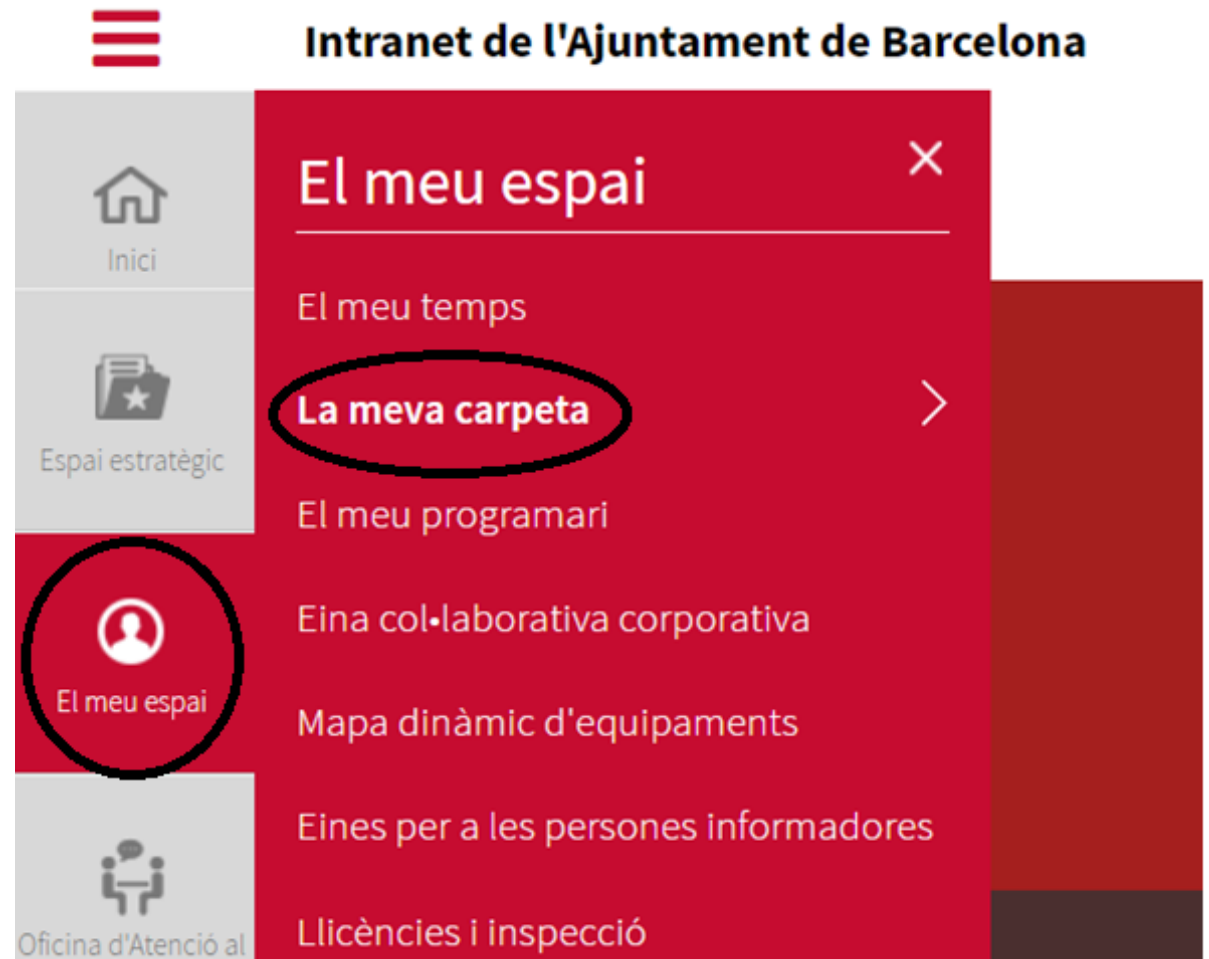 Intranet de l'Ajuntament de Barcelona
Inici
Espai estratègic
El meu espai
Oficina d'Atenció al
El meu espai
El meu temps
La meva carpeta
El meu programari
Eina col•laborativa corporativa
Mapa dinàmic d'equipaments
Eines per a les persones informadores
Llicències i inspecció